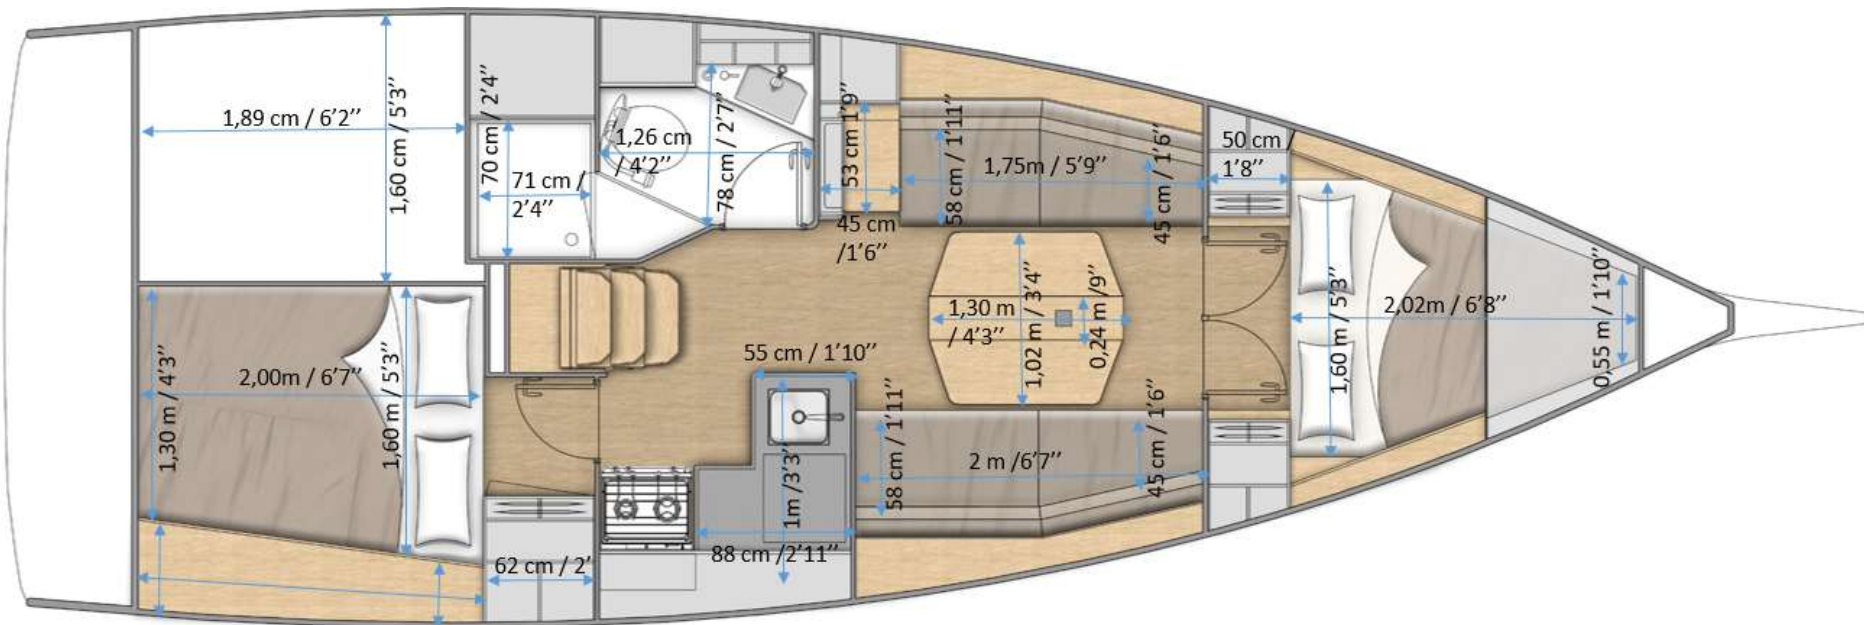 1,89 cm / 6’2’’
1,60 cm / 5’3’’
70 cm / 2’4’’
71 cm /
2’4’’
1,26 cm
/ 4’2’’
78 cm / 2’7’’
53 cm 1’9’’
45 cm
/1’6’’
58 cm / 1’11’’
1,75m / 5’9’’
45 cm / 1’6’’
50 cm /
1’8’’
1,30 m / 4’3’’
2,00m / 6’7’’
1,60 m / 5’3’’
62 cm / 2’
55 cm / 1’10’’
1m /3’3’’
88 cm /2’11’’
1,30 m
/ 4’3’’
1,02 m / 3’4’’
0,24 m /9’’
58 cm / 1’11’’
2 m /6’7’’
45 cm / 1’6’’
1,60 m / 5’3’’
2,02m / 6’8’’
0,55 m / 1’10’’